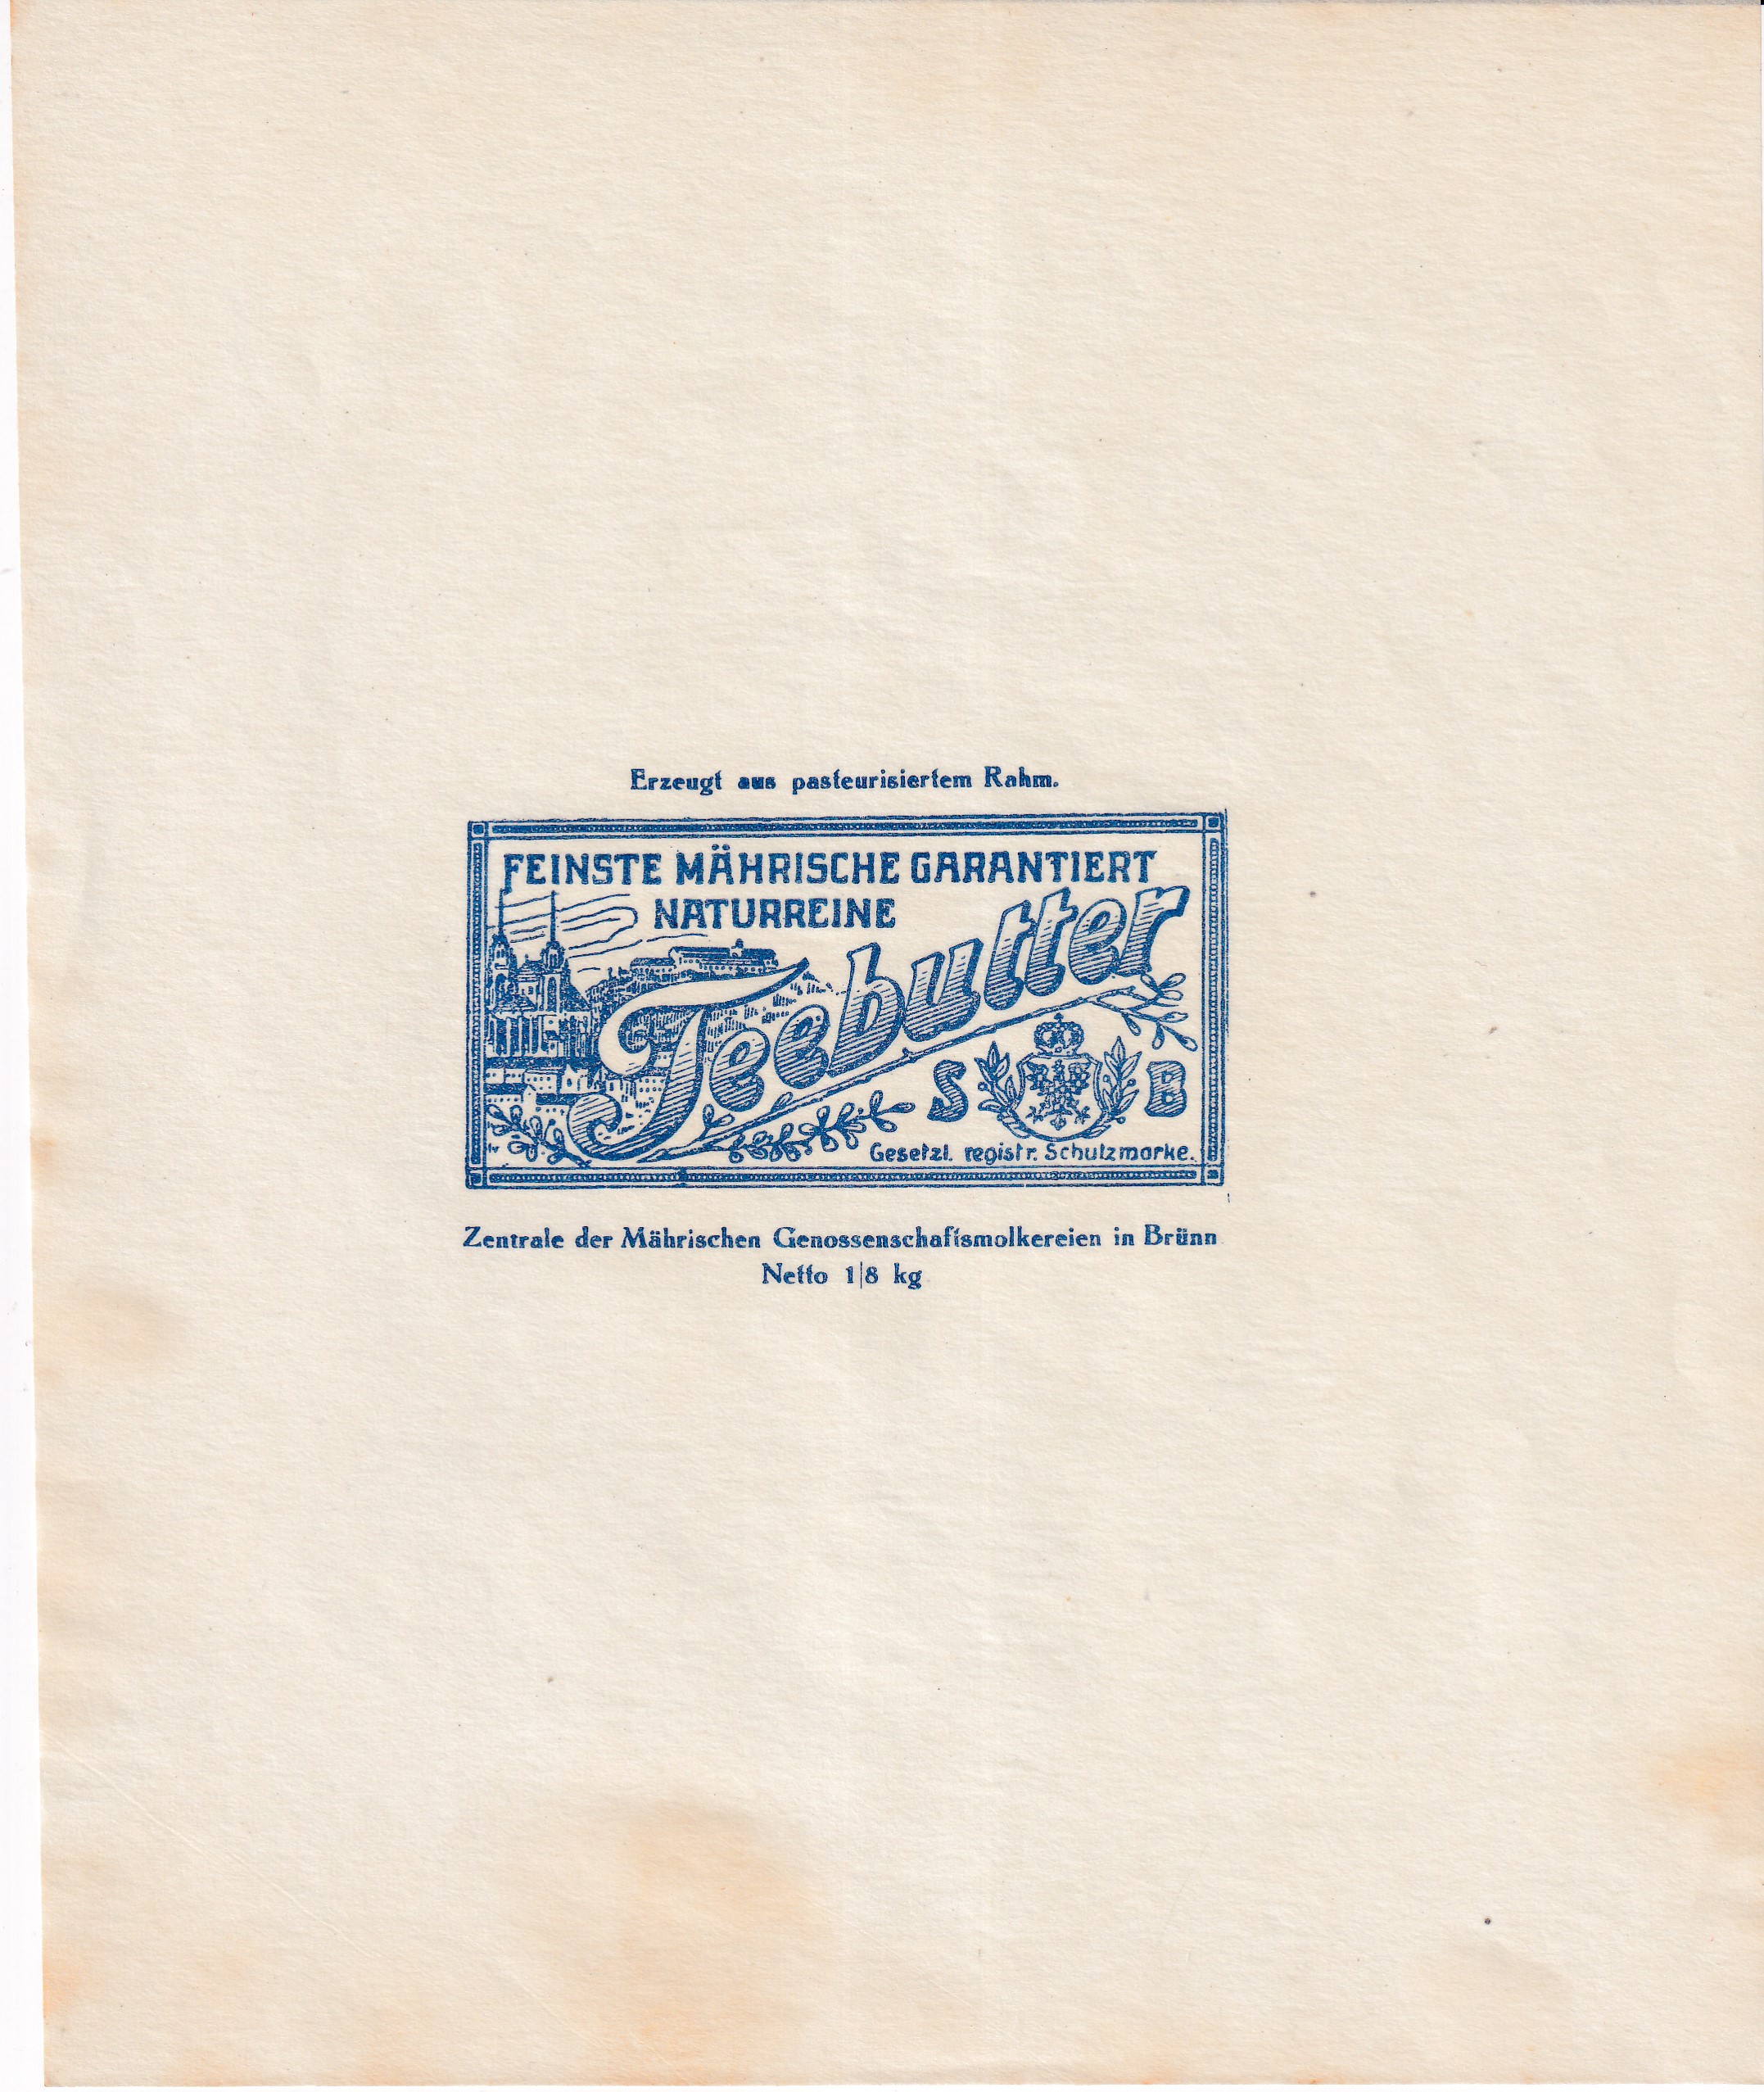 Erzeugt aus pasteurisiertem Rahm.
FEINSTE MÄHRISCHE GARANTIERT
NATURREINE
Teebutter
S B
Gesetzl. registr. Schutzmarke.
Zentrale der Mährischen Genossenschaftsmolkereien in Brünn
Netto 1|8 kg